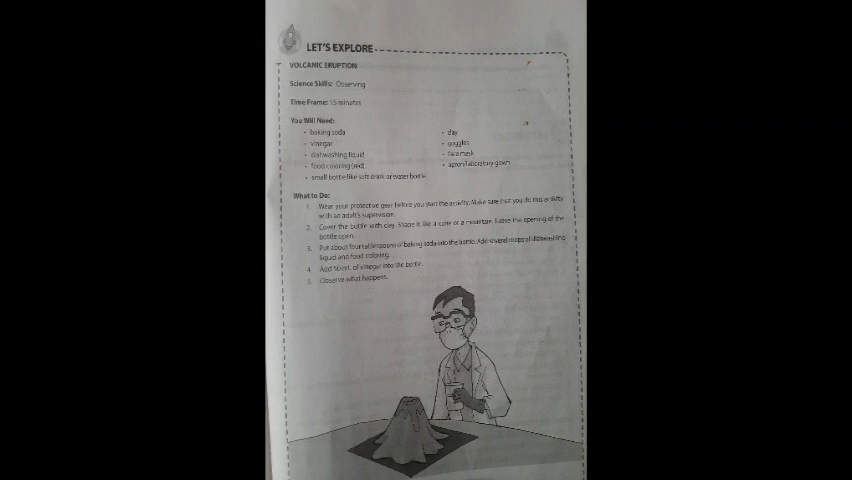 LET'S EXPLORE
VOLCANIC ERUPTION
Science Skills: Observing
Time Frame: 15 minutes
You Will Need:
- baking soda
- vinegar
- dishwashing liquid
- food coloring (red)
- small bottle like soft drink or water bottle
- clay
- goggles
- face mask
- apron/laboratory gown
What to Do:
1. Wear your protective gear before you start the activity. Make sure that you do this activity
with an adult's supervision.
2. Cover the bottle with clay. Shape it like a cone or a mountain. Leave the opening of the
bottle open.
3. Put about four tablespoons of baking soda into the bottle. Add several drops of dishwashing
liquid and food coloring.
4. Add 50 mL of vinegar into the bottle.
5. Observe what happens.